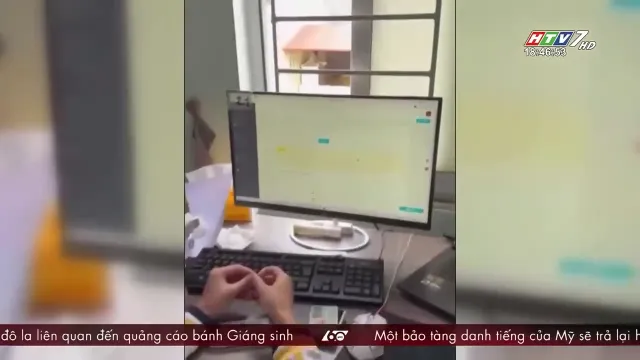 HTV7 HD
18:46:53
đô la liên quan đến quảng cáo bánh Giáng sinh
60
Một bảo tàng danh tiếng của Mỹ sẽ trả lại H